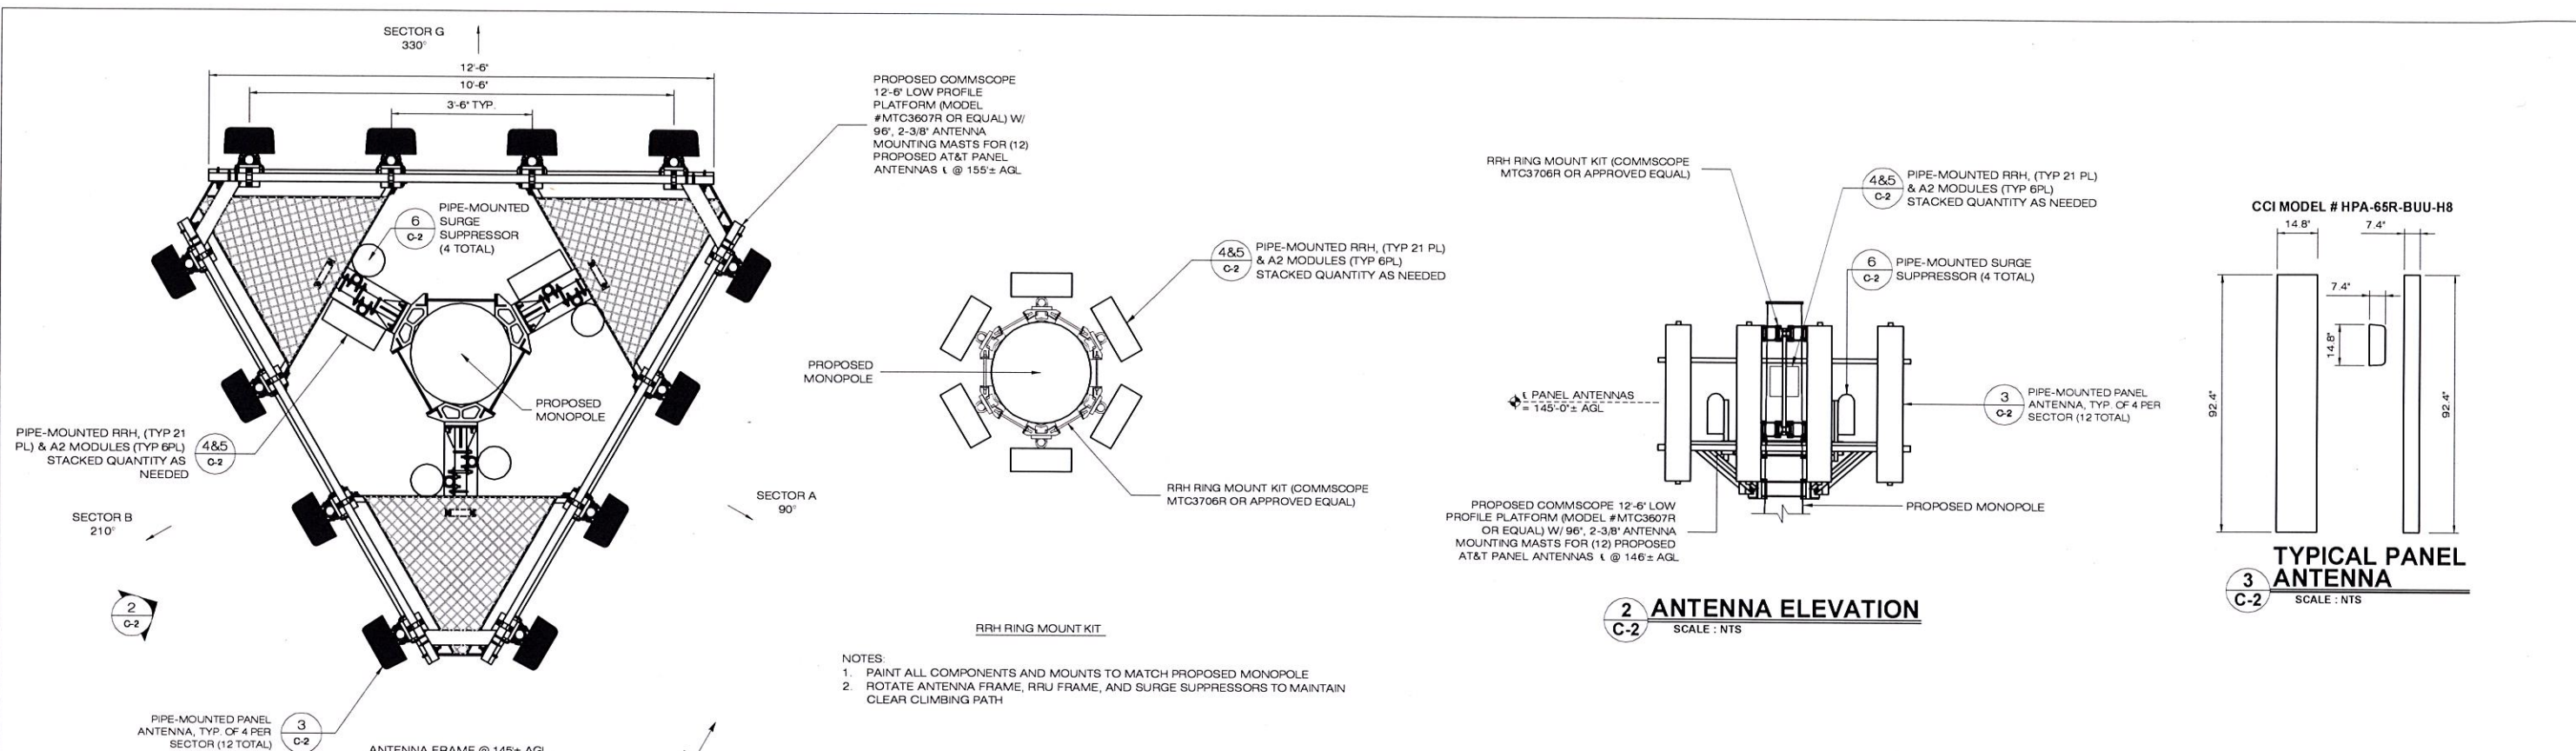 SECTOR G
330°
12'-6"
10'-6"
3'-6" TYP.
PROPOSED COMMSCOPE
12'-6" LOW PROFILE
PLATFORM (MODEL
#MTC3607R OR EQUAL) W/
96", 2-3/8" ANTENNA
MOUNTING MASTS FOR (12)
PROPOSED AT&T PANEL
ANTENNAS ℄ @ 155'± AGL
6
C-2
PIPE-MOUNTED
SURGE
SUPPRESSOR
(4 TOTAL)
PROPOSED
MONOPOLE
PIPE-MOUNTED RRH, (TYP 21
PL) & A2 MODULES (TYP 6PL)
STACKED QUANTITY AS
NEEDED
4&5
C-2
SECTOR A
90°
SECTOR B
210°
2
C-2
PIPE-MOUNTED PANEL
ANTENNA, TYP. OF 4 PER
SECTOR (12 TOTAL)
3
C-2
ANTENNA FRAME @ 145'± AGL
4&5
C-2
PIPE-MOUNTED RRH, (TYP 21 PL)
& A2 MODULES (TYP 6PL)
STACKED QUANTITY AS NEEDED
PROPOSED
MONOPOLE
RRH RING MOUNT KIT (COMMSCOPE
MTC3706R OR APPROVED EQUAL)
RRH RING MOUNT KIT
NOTES:
1. PAINT ALL COMPONENTS AND MOUNTS TO MATCH PROPOSED MONOPOLE
2. ROTATE ANTENNA FRAME, RRU FRAME, AND SURGE SUPPRESSORS TO MAINTAIN
CLEAR CLIMBING PATH
RRH RING MOUNT KIT (COMMSCOPE
MTC3706R OR APPROVED EQUAL)
4&5
C-2
PIPE-MOUNTED RRH, (TYP 21 PL)
& A2 MODULES (TYP 6PL)
STACKED QUANTITY AS NEEDED
6
C-2
PIPE-MOUNTED SURGE
SUPPRESSOR (4 TOTAL)
℄ PANEL ANTENNAS
= 145'-0"± AGL
3
C-2
PIPE-MOUNTED PANEL
ANTENNA, TYP. OF 4 PER
SECTOR (12 TOTAL)
PROPOSED COMMSCOPE 12'-6" LOW
PROFILE PLATFORM (MODEL #MTC3607R
OR EQUAL) W/ 96", 2-3/8" ANTENNA
MOUNTING MASTS FOR (12) PROPOSED
AT&T PANEL ANTENNAS ℄ @ 146'± AGL
PROPOSED MONOPOLE
2
C-2
ANTENNA ELEVATION
SCALE : NTS
CCI MODEL # HPA-65R-BUU-H8
14.8"
7.4"
7.4"
14.8"
92.4"
92.4"
3
C-2
TYPICAL PANEL
ANTENNA
SCALE : NTS